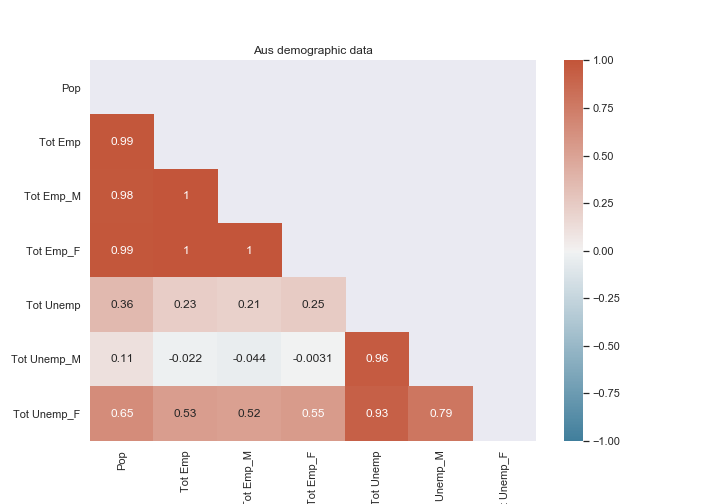 Aus demographic data
Pop
Tot Emp 0.99
Tot Emp_M 0.98 1
Tot Emp_F 0.99 1 1
Tot Unemp 0.36 0.23 0.21 0.25
Tot Unemp_M 0.11 -0.022 -0.044 -0.0031 0.96
Tot Unemp_F 0.65 0.53 0.52 0.55 0.93 0.79
Pop
Tot Emp
Tot Emp_M
Tot Emp_F
Tot Unemp
Unemp_M
Unemp_F
1.00
0.75
0.50
0.25
0.00
−0.25
−0.50
−0.75
−1.00